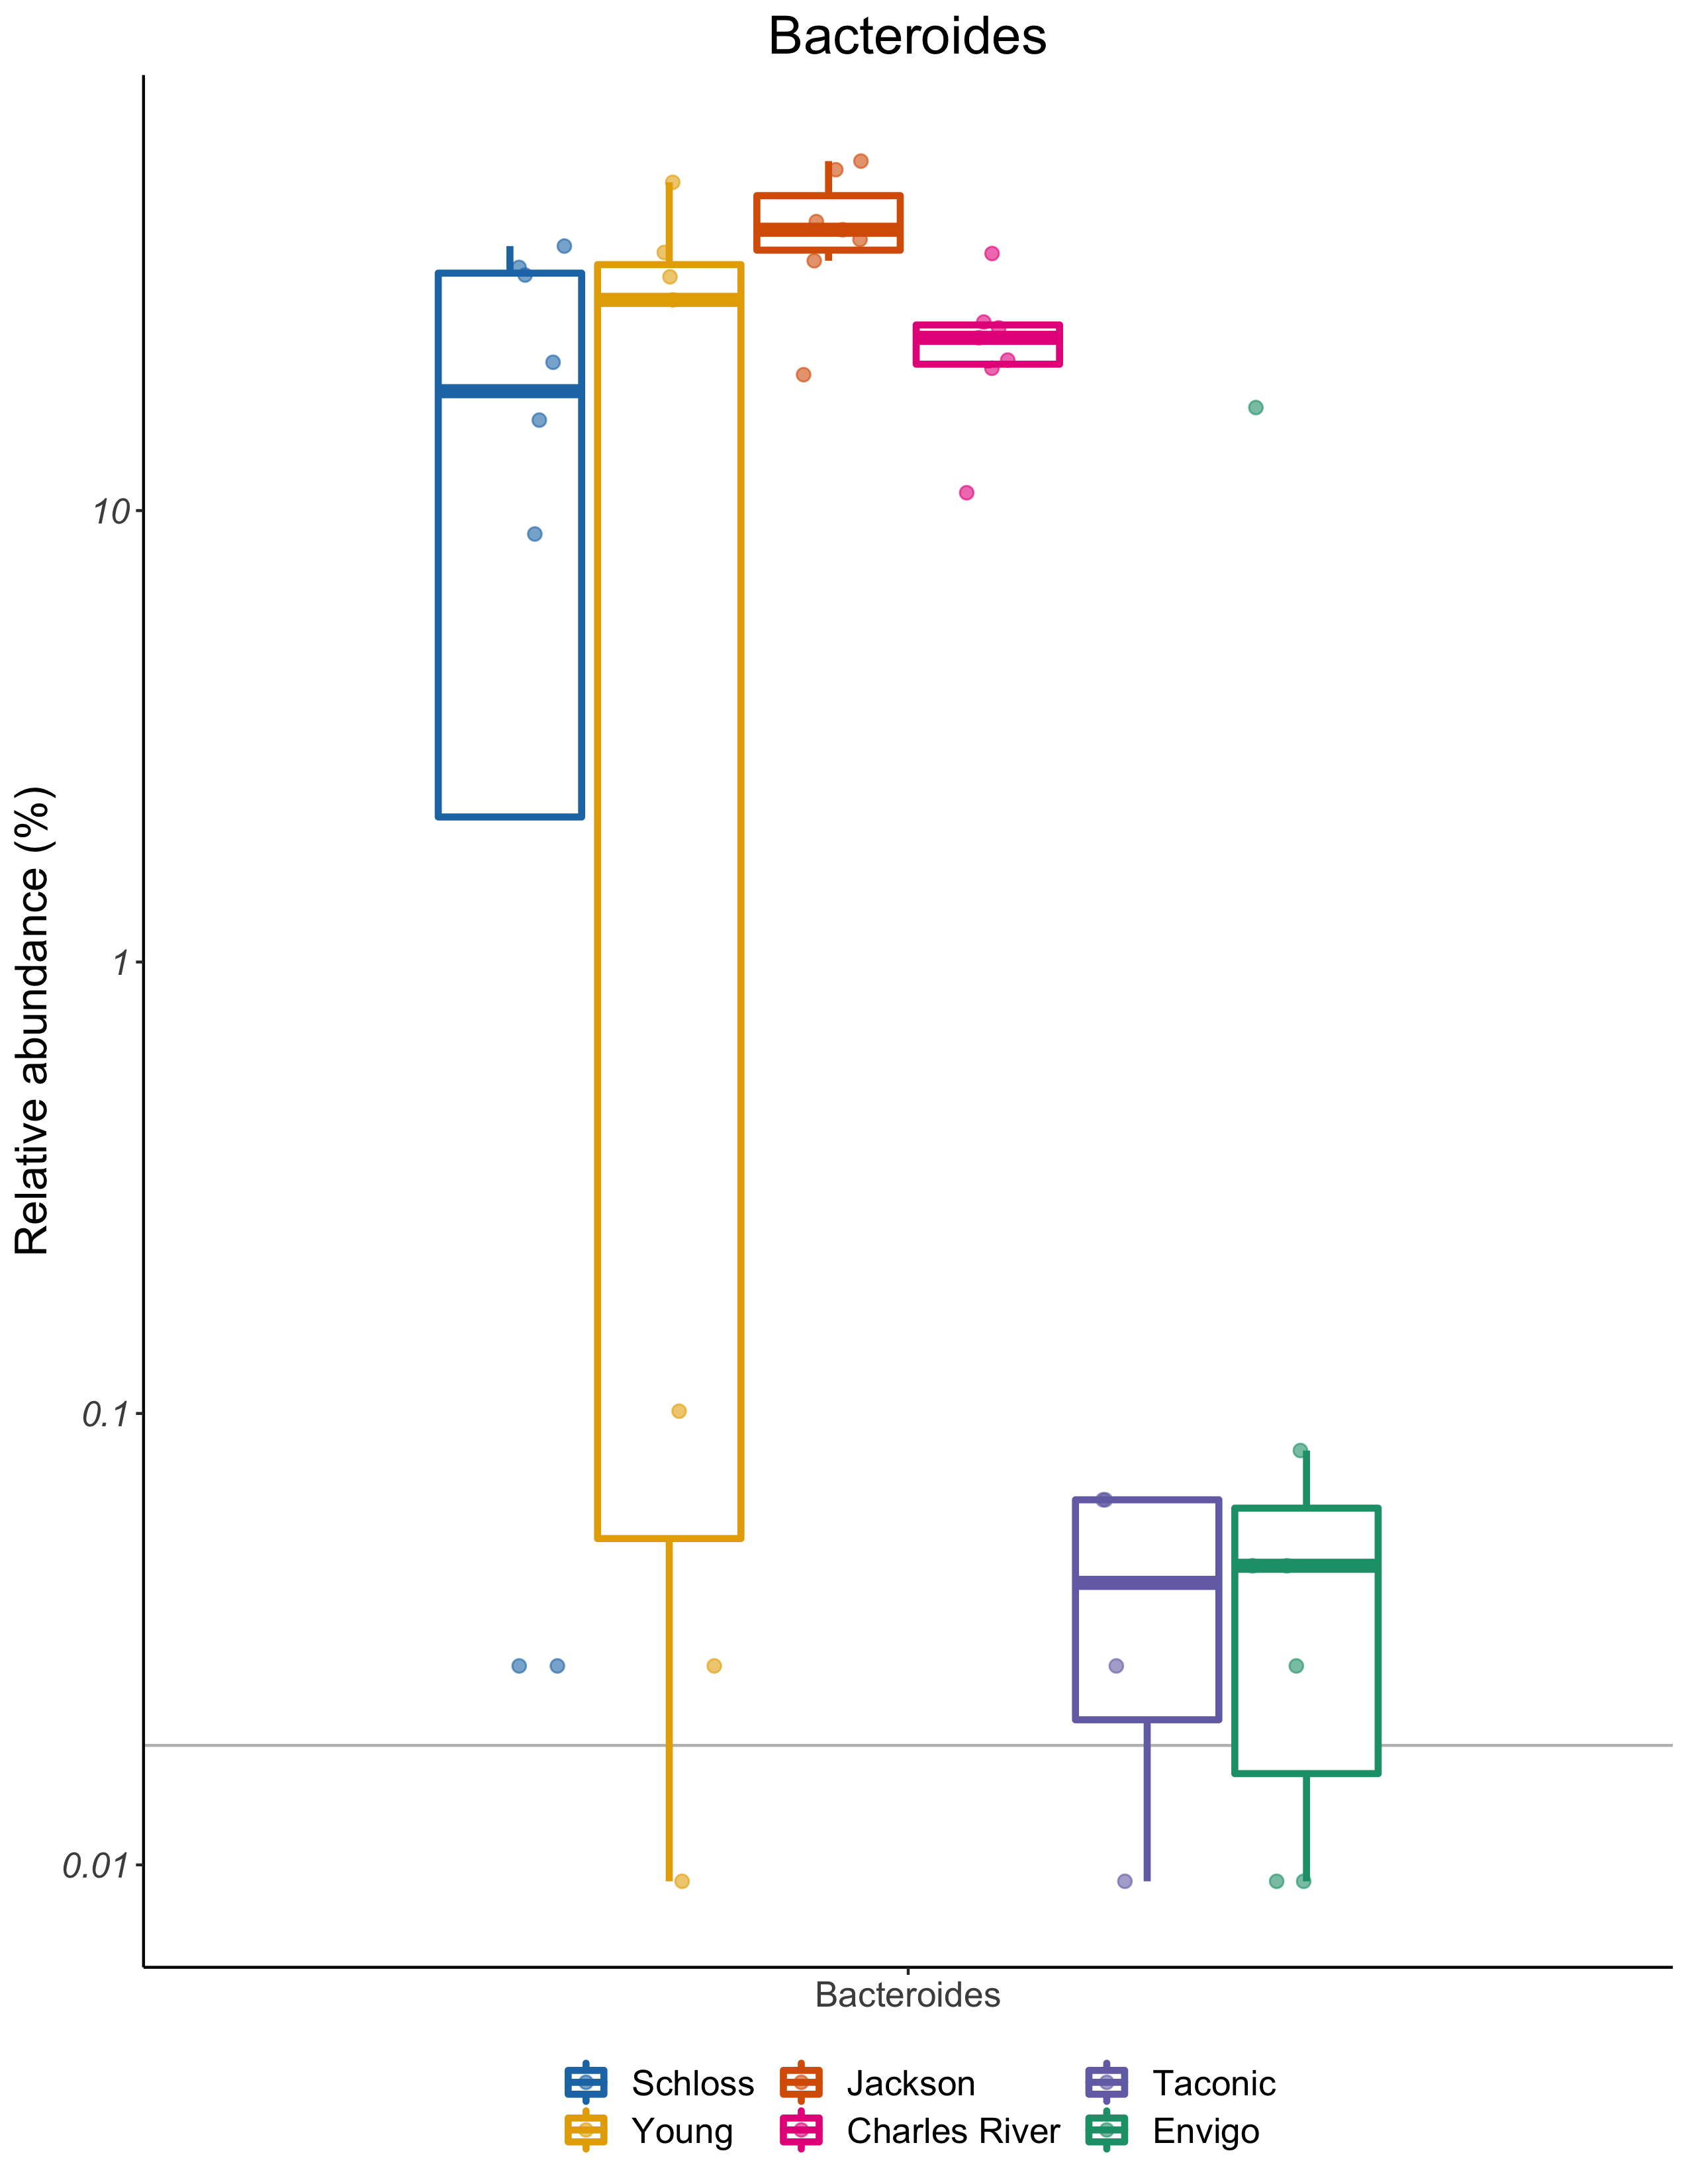 Bacteroides
Relative abundance (%)
10
1
0.1
0.01
Bacteroides
Schloss
Jackson
Taconic
Young
Charles River
Envigo